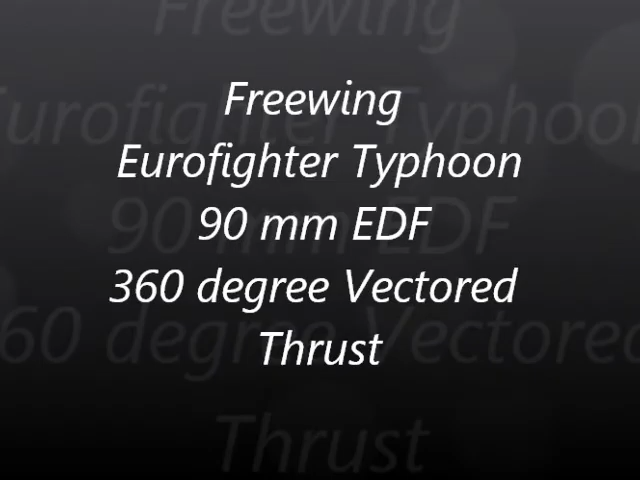 Freewing
Eurofighter Typhoon
90 mm EDF
360 degree Vectored
Thrust